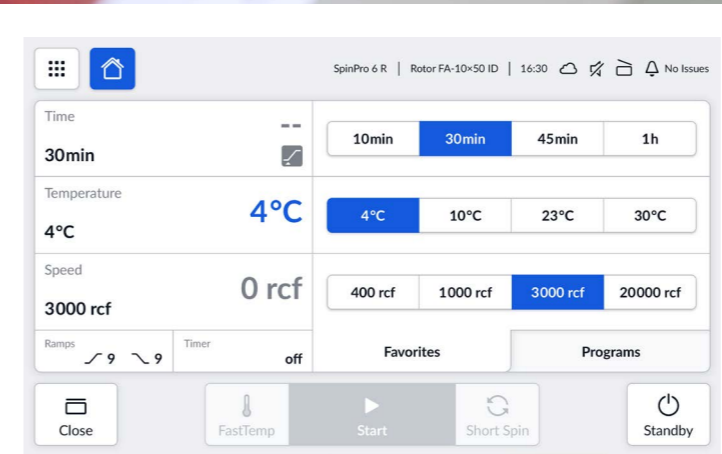 SpinPro 6 R | Rotor FA-10×50 ID | 16:30 No Issues
Time
--
30min
10min 30min 45min 1h
Temperature
4°C
4°C
4°C 10°C 23°C 30°C
Speed
0 rcf
3000 rcf
400 rcf 1000 rcf 3000 rcf 20000 rcf
Ramps
9 9
Timer
off
Favorites
Programs
Close
FastTemp
Start
Short Spin
Standby